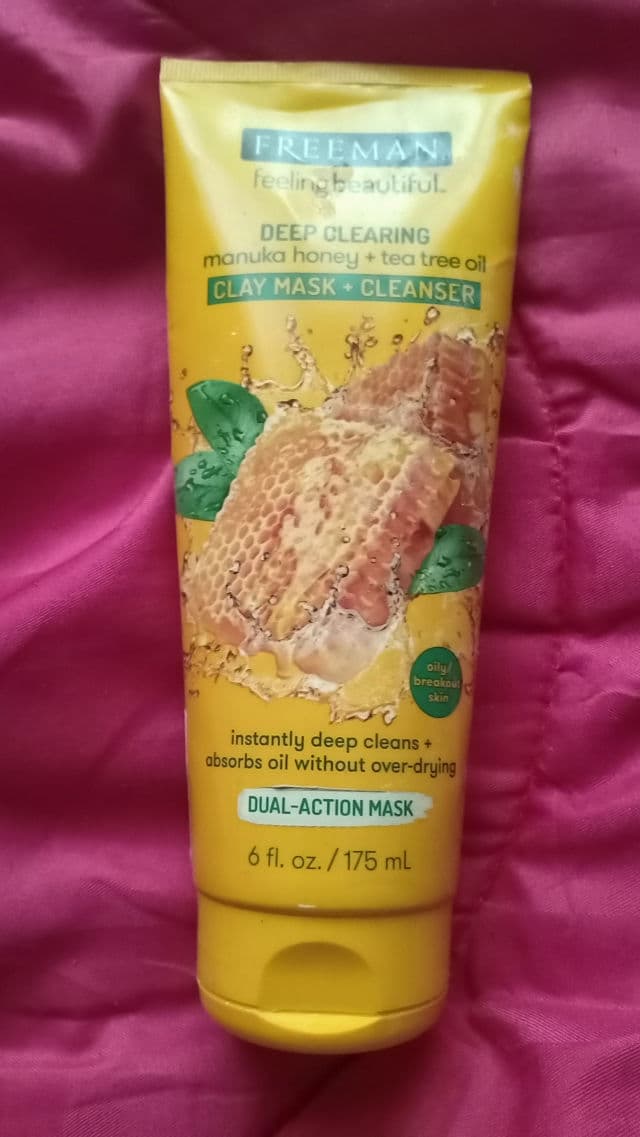 FREEMAN
feeling beautiful™
DEEP CLEARING
manuka honey + tea tree oil
CLAY MASK + CLEANSER
oily/
breakout
skin
instantly deep cleans +
absorbs oil without over-drying
DUAL-ACTION MASK
6 fl. oz. / 175 mL